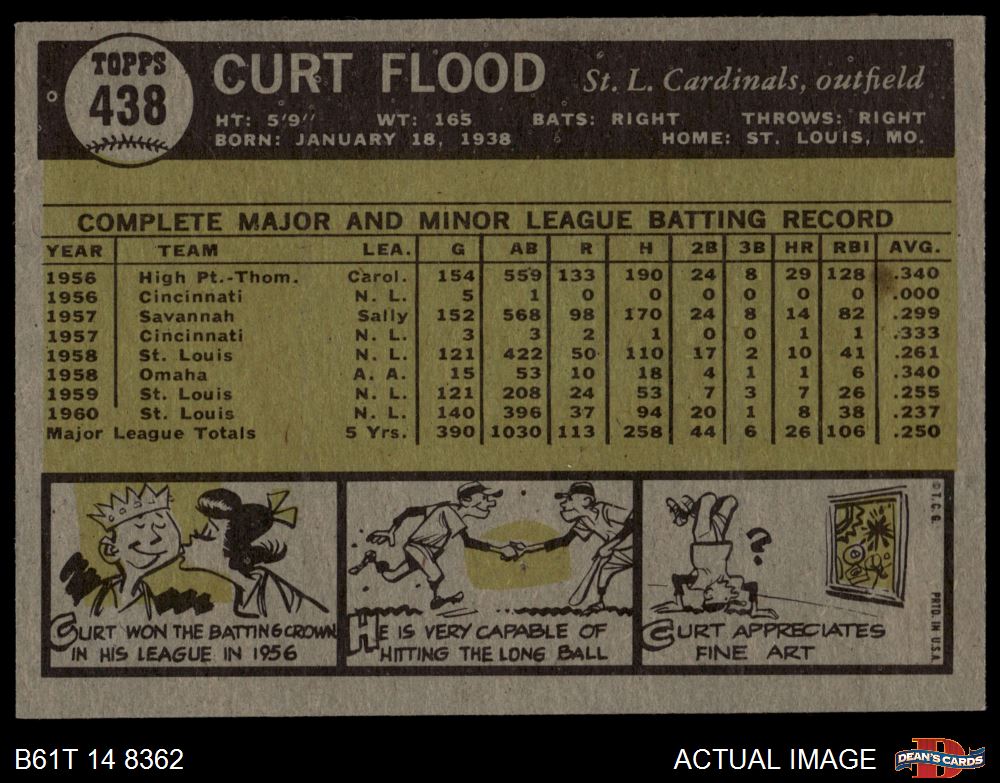 TOPPS
438
CURT FLOOD St. L. Cardinals, outfield
HT: 5'9" WT: 165 BATS: RIGHT THROWS: RIGHT
BORN: JANUARY 18, 1938 HOME: ST. LOUIS, MO.
COMPLETE MAJOR AND MINOR LEAGUE BATTING RECORD
YEAR TEAM LEA. G AB R H 2B 3B HR RBI AVG.
1956 High Pt.-Thom. Carol. 154 559 133 190 24 8 29 128 .340
1956 Cincinnati N. L. 5 1 0 0 0 0 0 0 .000
1957 Savannah Sally 152 568 98 170 24 8 14 82 .299
1957 Cincinnati N. L. 3 3 2 1 0 0 1 1 .333
1958 St. Louis N. L. 121 422 50 110 17 2 10 41 .261
1958 Omaha A. A. 15 53 10 18 4 1 1 6 .340
1959 St. Louis N. L. 121 208 24 53 7 3 7 26 .255
1960 St. Louis N. L. 140 396 37 94 20 1 8 38 .237
Major League Totals 5 Yrs. 390 1030 113 258 44 6 26 106 .250
CURT WON THE BATTING CROWN
IN HIS LEAGUE IN 1956
HE IS VERY CAPABLE OF
HITTING THE LONG BALL
?
CURT APPRECIATES
FINE ART
© T. C. G.
PRTD. IN U.S.A.
B61T 14 8362
ACTUAL IMAGE
D
DEAN'S CARDS